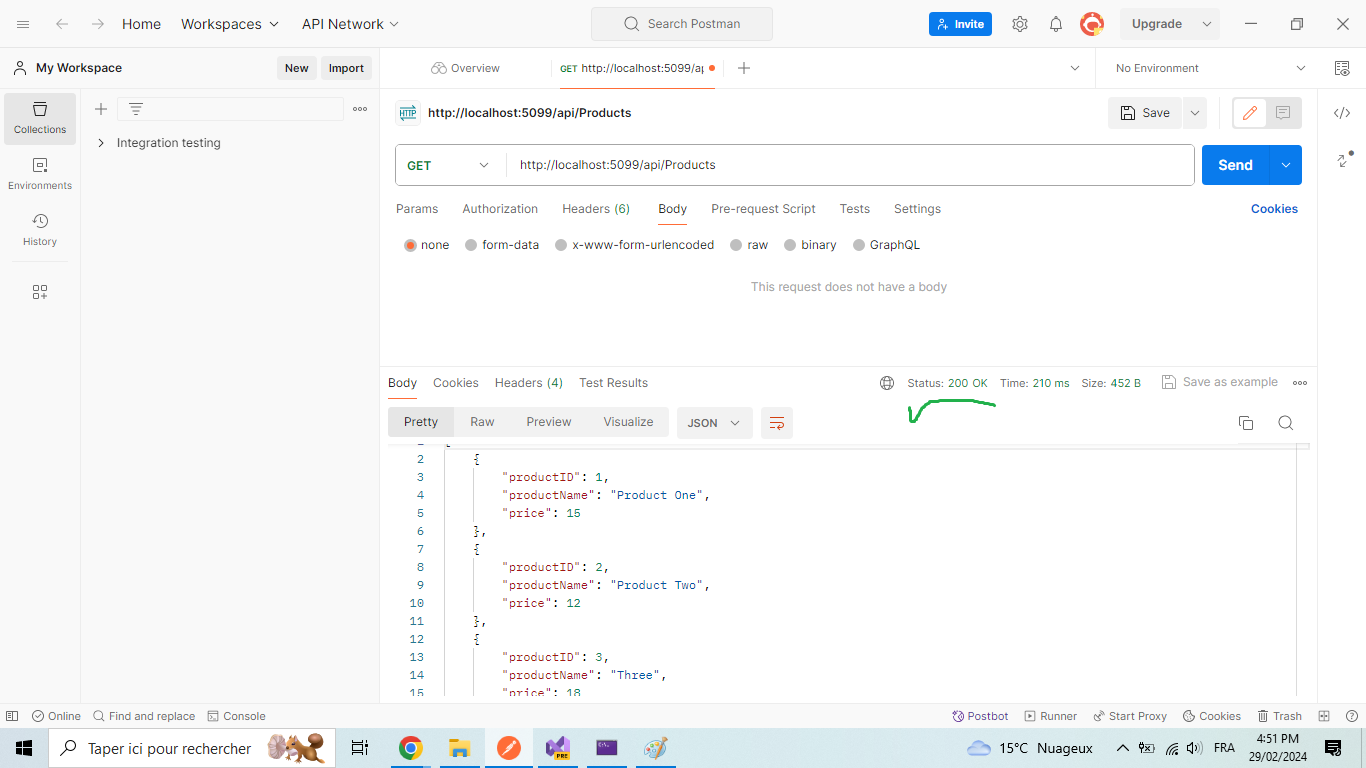 Home Workspaces API Network Search Postman Invite Upgrade
My Workspace New Import Overview GET http://localhost:5099/a No Environment
Collections
Environments
History
Integration testing
HTTP http://localhost:5099/api/Products Save
GET http://localhost:5099/api/Products Send
Params Authorization Headers (6) Body Pre-request Script Tests Settings Cookies
none form-data x-www-form-urlencoded raw binary GraphQL
This request does not have a body
Body Cookies Headers (4) Test Results Status: 200 OK Time: 210 ms Size: 452 B Save as example
Pretty Raw Preview Visualize JSON
2 {
3 "productID": 1,
4 "productName": "Product One",
5 "price": 15
6 },
7 {
8 "productID": 2,
9 "productName": "Product Two",
10 "price": 12
11 },
12 {
13 "productID": 3,
14 "productName": "Three",
15 "price": 18
Online Find and replace Console Postbot Runner Start Proxy Cookies Trash
Taper ici pour rechercher PRE 15°C Nuageux FRA 4:51 PM
29/02/2024